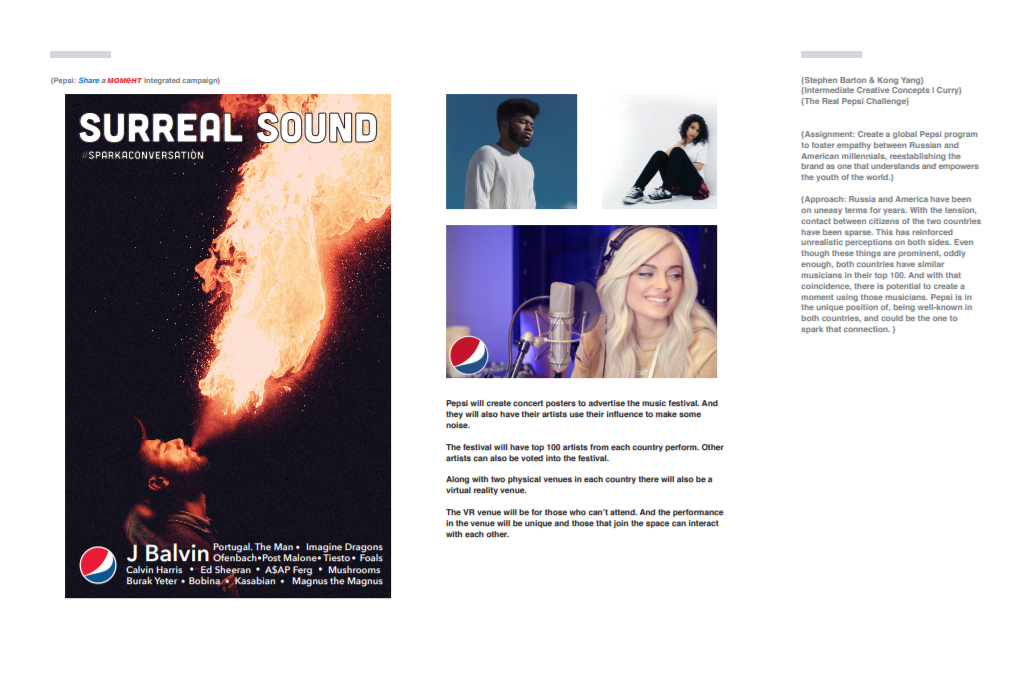 {Pepsi: Share a MOMeHT integrated campaign}
SURREAL SOUND
#SPARKACONVERSATION
J Balvin Portugal. The Man • Imagine Dragons
Ofenbach•Post Malone• Tiesto • Foals
Calvin Harris • Ed Sheeran • A$AP Ferg • Mushrooms
Burak Yeter • Bobina • Kasabian • Magnus the Magnus
Pepsi will create concert posters to advertise the music festival. And
they will also have their artists use their influence to make some
noise.
The festival will have top 100 artists from each country perform. Other
artists can also be voted into the festival.
Along with two physical venues in each country there will also be a
virtual reality venue.
The VR venue will be for those who can't attend. And the performance
in the venue will be unique and those that join the space can interact
with each other.
{Stephen Barton & Kong Yang}
{Intermediate Creative Concepts | Curry}
{The Real Pepsi Challenge}
{Assignment: Create a global Pepsi program
to foster empathy between Russian and
American millennials, reestablishing the
brand as one that understands and empowers
the youth of the world.}
{Approach: Russia and America have been
on uneasy terms for years. With the tension,
contact between citizens of the two countries
have been sparse. This has reinforced
unrealistic perceptions on both sides. Even
though these things are prominent, oddly
enough, both countries have similar
musicians in their top 100. And with that
coincidence, there is potential to create a
moment using those musicians. Pepsi is in
the unique position of, being well-known in
both countries, and could be the one to
spark that connection. }